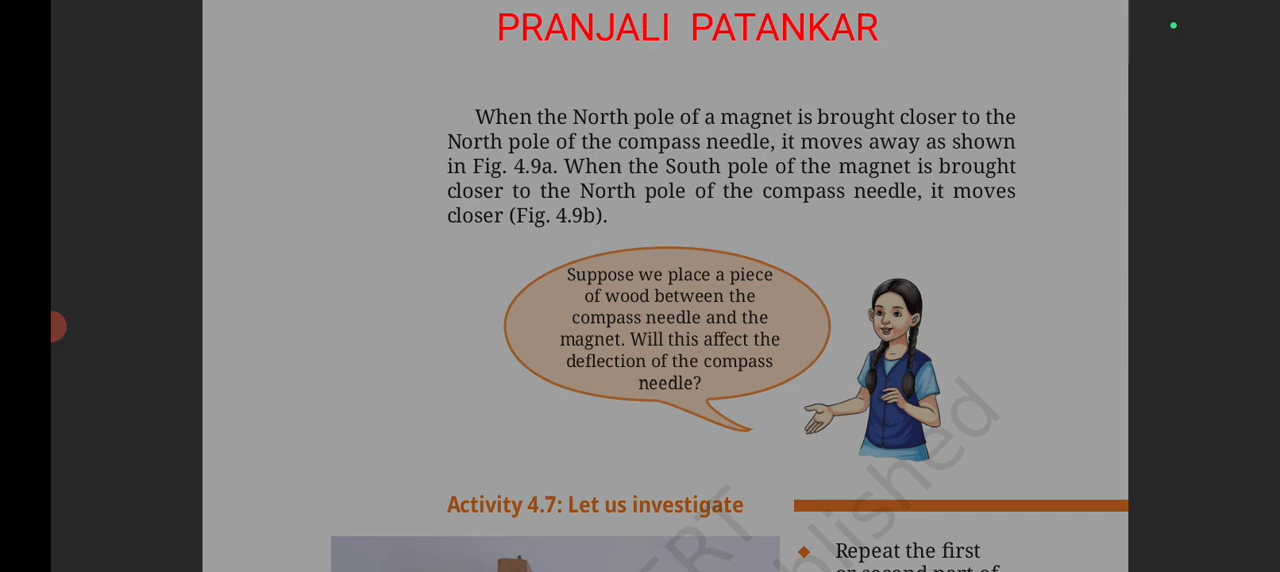 PRANJALI PATANKAR
When the North pole of a magnet is brought closer to the
North pole of the compass needle, it moves away as shown
in Fig. 4.9a. When the South pole of the magnet is brought
closer to the North pole of the compass needle, it moves
closer (Fig. 4.9b).
Suppose we place a piece
of wood between the
compass needle and the
magnet. Will this affect the
deflection of the compass
needle?
Activity 4.7: Let us investigate
Repeat the first
or second part of